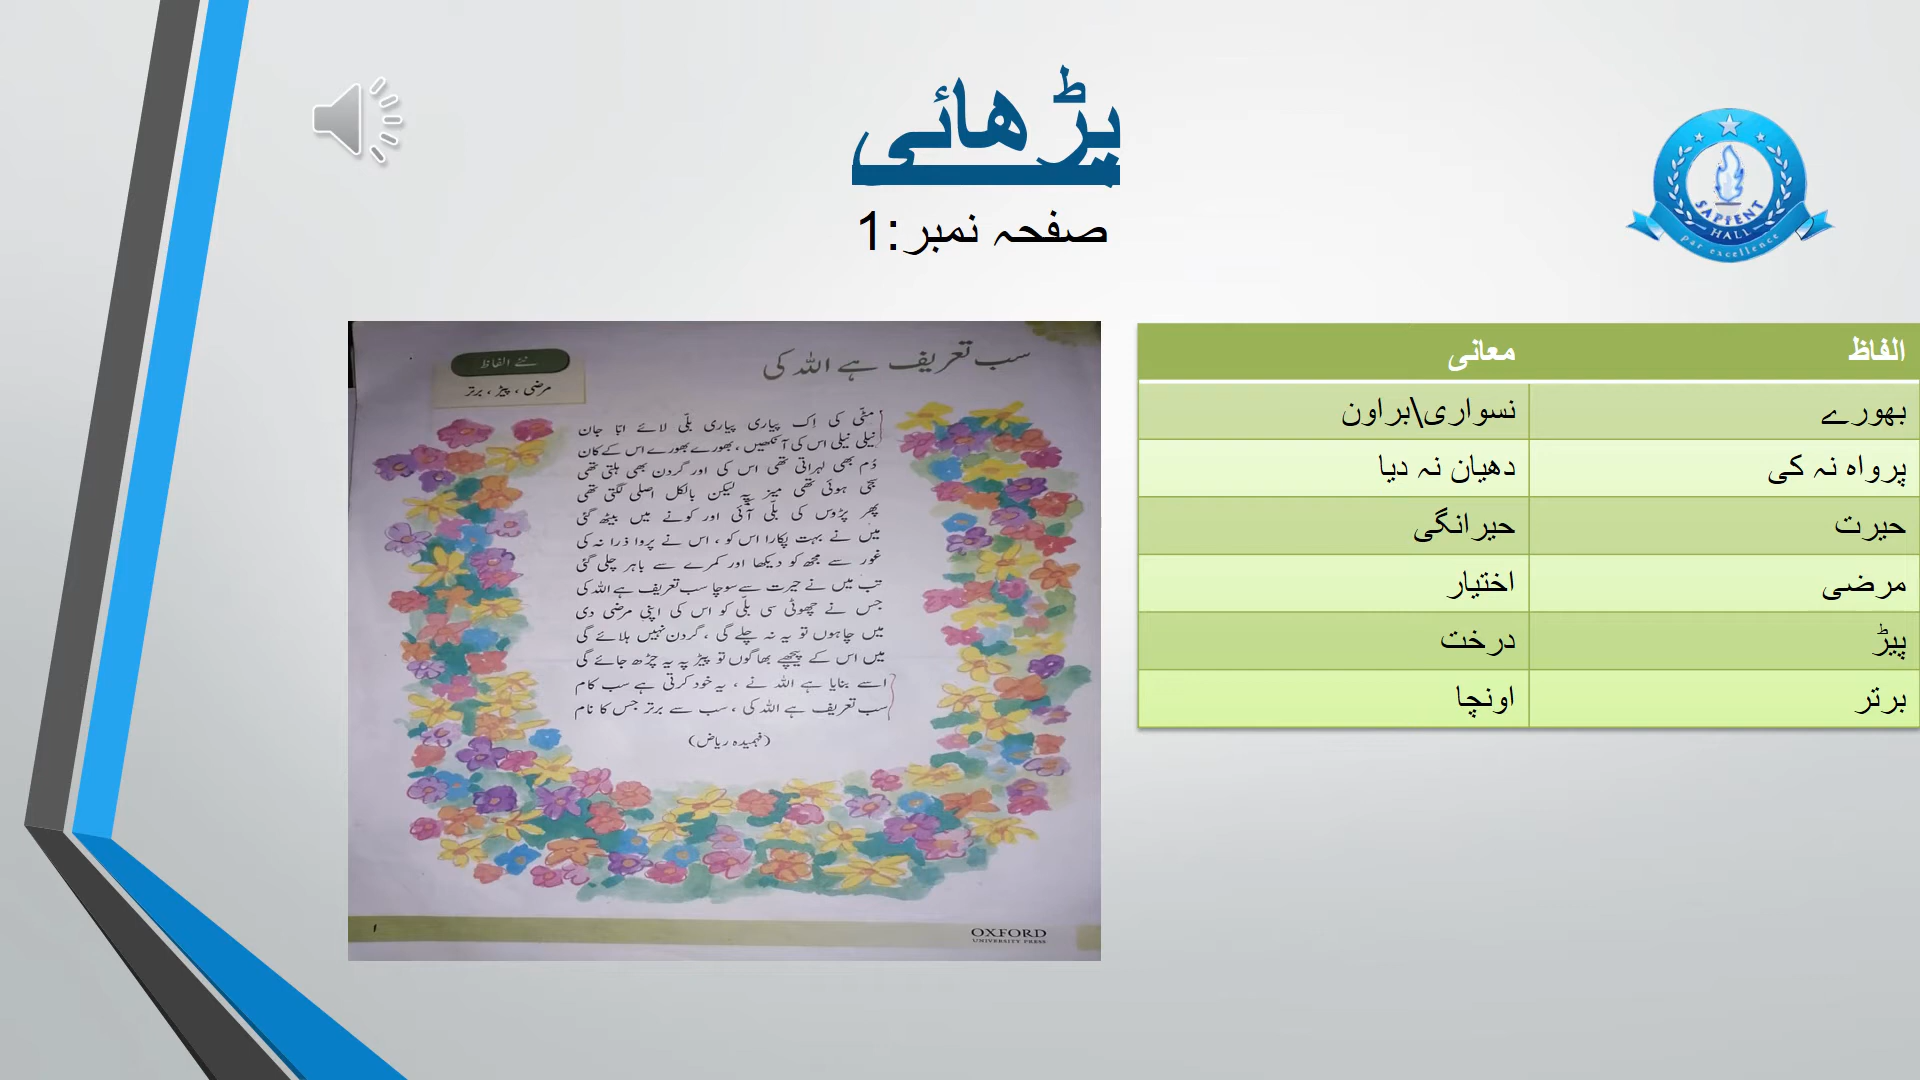 پڑھائی
صفحہ نمبر:1
SAPIENT
HALL
par excellence
سب تعریف ہے اللہ کی
نئے الفاظ
مرضی ، پیڑ ، برتر
منّی کی اِک پیاری پیاری بلّی لائے ابّا جان
نیلی نیلی اس کی آنکھیں ، بھورے بھورے اس کے کان
دُم بھی لہراتی تھی اس کی اور گردن بھی ہلتی تھی
سجی ہوئی تھی میز پہ لیکن بالکل اصلی لگتی تھی
پھر پڑوس کی بلّی آئی اور کونے میں بیٹھ گئی
میں نے بہت پکارا اس کو ، اس نے پروا ذرا نہ کی
غور سے مجھ کو دیکھا اور کمرے سے باہر چلی گئی
تب میں نے حیرت سے سوچا سب تعریف ہے اللہ کی
جس نے چھوٹی سی بلّی کو اس کی اپنی مرضی دی
میں چاہوں تو یہ نہ چلے گی ، گردن نہیں ہلائے گی
میں اس کے پیچھے بھاگوں تو پیڑ پہ یہ چڑھ جائے گی
اسے بنایا ہے اللہ نے ، یہ خود کرتی ہے سب کام
سب تعریف ہے اللہ کی ، سب سے برتر جس کا نام
(فہمیدہ ریاض)
۱
OXFORD
UNIVERSITY PRESS
الفاظ معانی
بھورے نسواری\براون
پرواہ نہ کی دھیان نہ دیا
حیرت حیرانگی
مرضی اختیار
پیڑ درخت
برتر اونچا